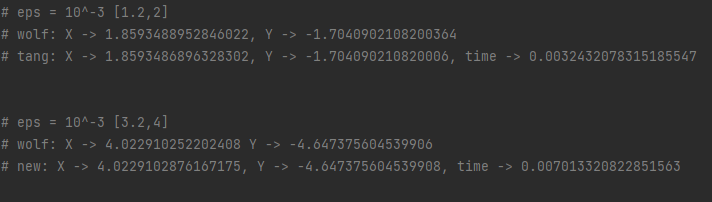 # eps = 10^-3 [1.2,2]
# wolf: X -> 1.8593488952846022, Y -> -1.7040902108200364
# tang: X -> 1.8593486896328302, Y -> -1.704090210820006, time -> 0.0032432078315185547
# eps = 10^-3 [3.2,4]
# wolf: X -> 4.022910252202408 Y -> -4.647375604539906
# new: X -> 4.0229102876167175, Y -> -4.647375604539908, time -> 0.007013320822851563